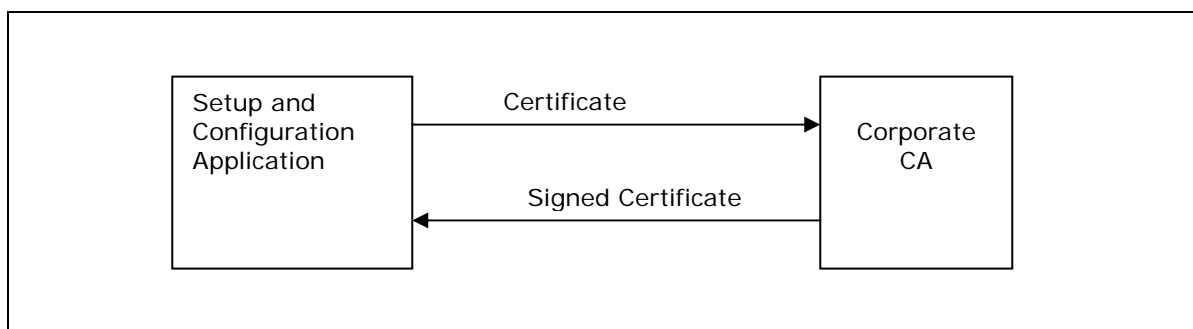 Setup and
Configuration
Application
Certificate
Corporate
CA
Signed Certificate